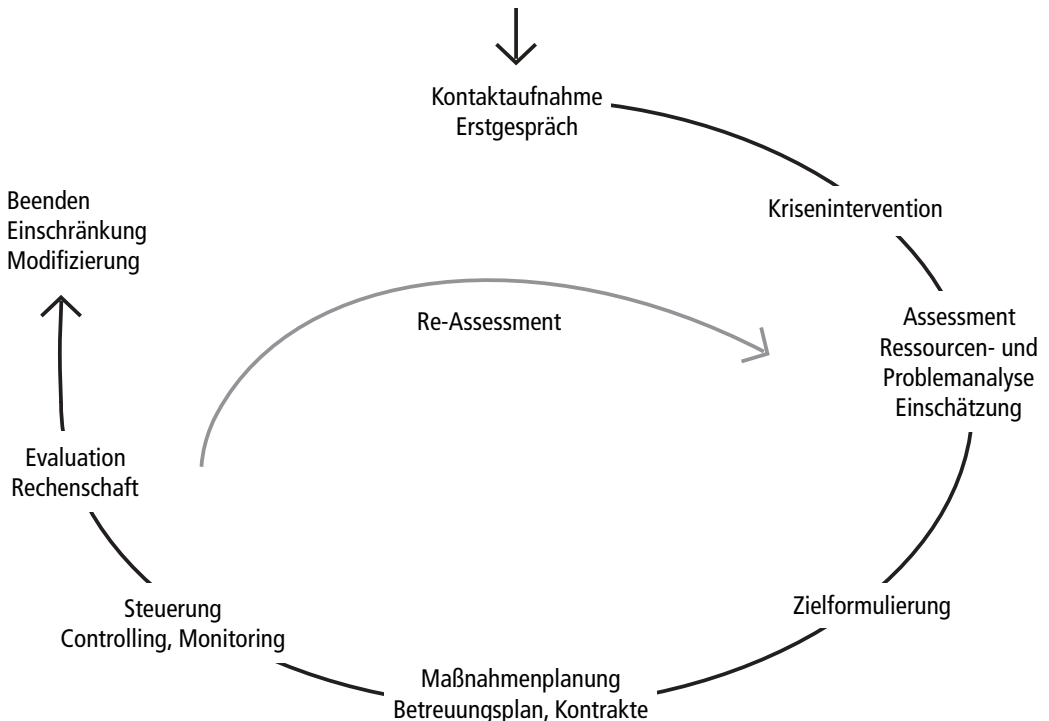 Kontaktaufnahme
Erstgespräch
Krisenintervention
Assessment
Ressourcen- und
Problemanalyse
Einschätzung
Zielformulierung
Maßnahmenplanung
Betreuungsplan, Kontrakte
Steuerung
Controlling, Monitoring
Evaluation
Rechenschaft
Beenden
Einschränkung
Modifizierung
Re-Assessment